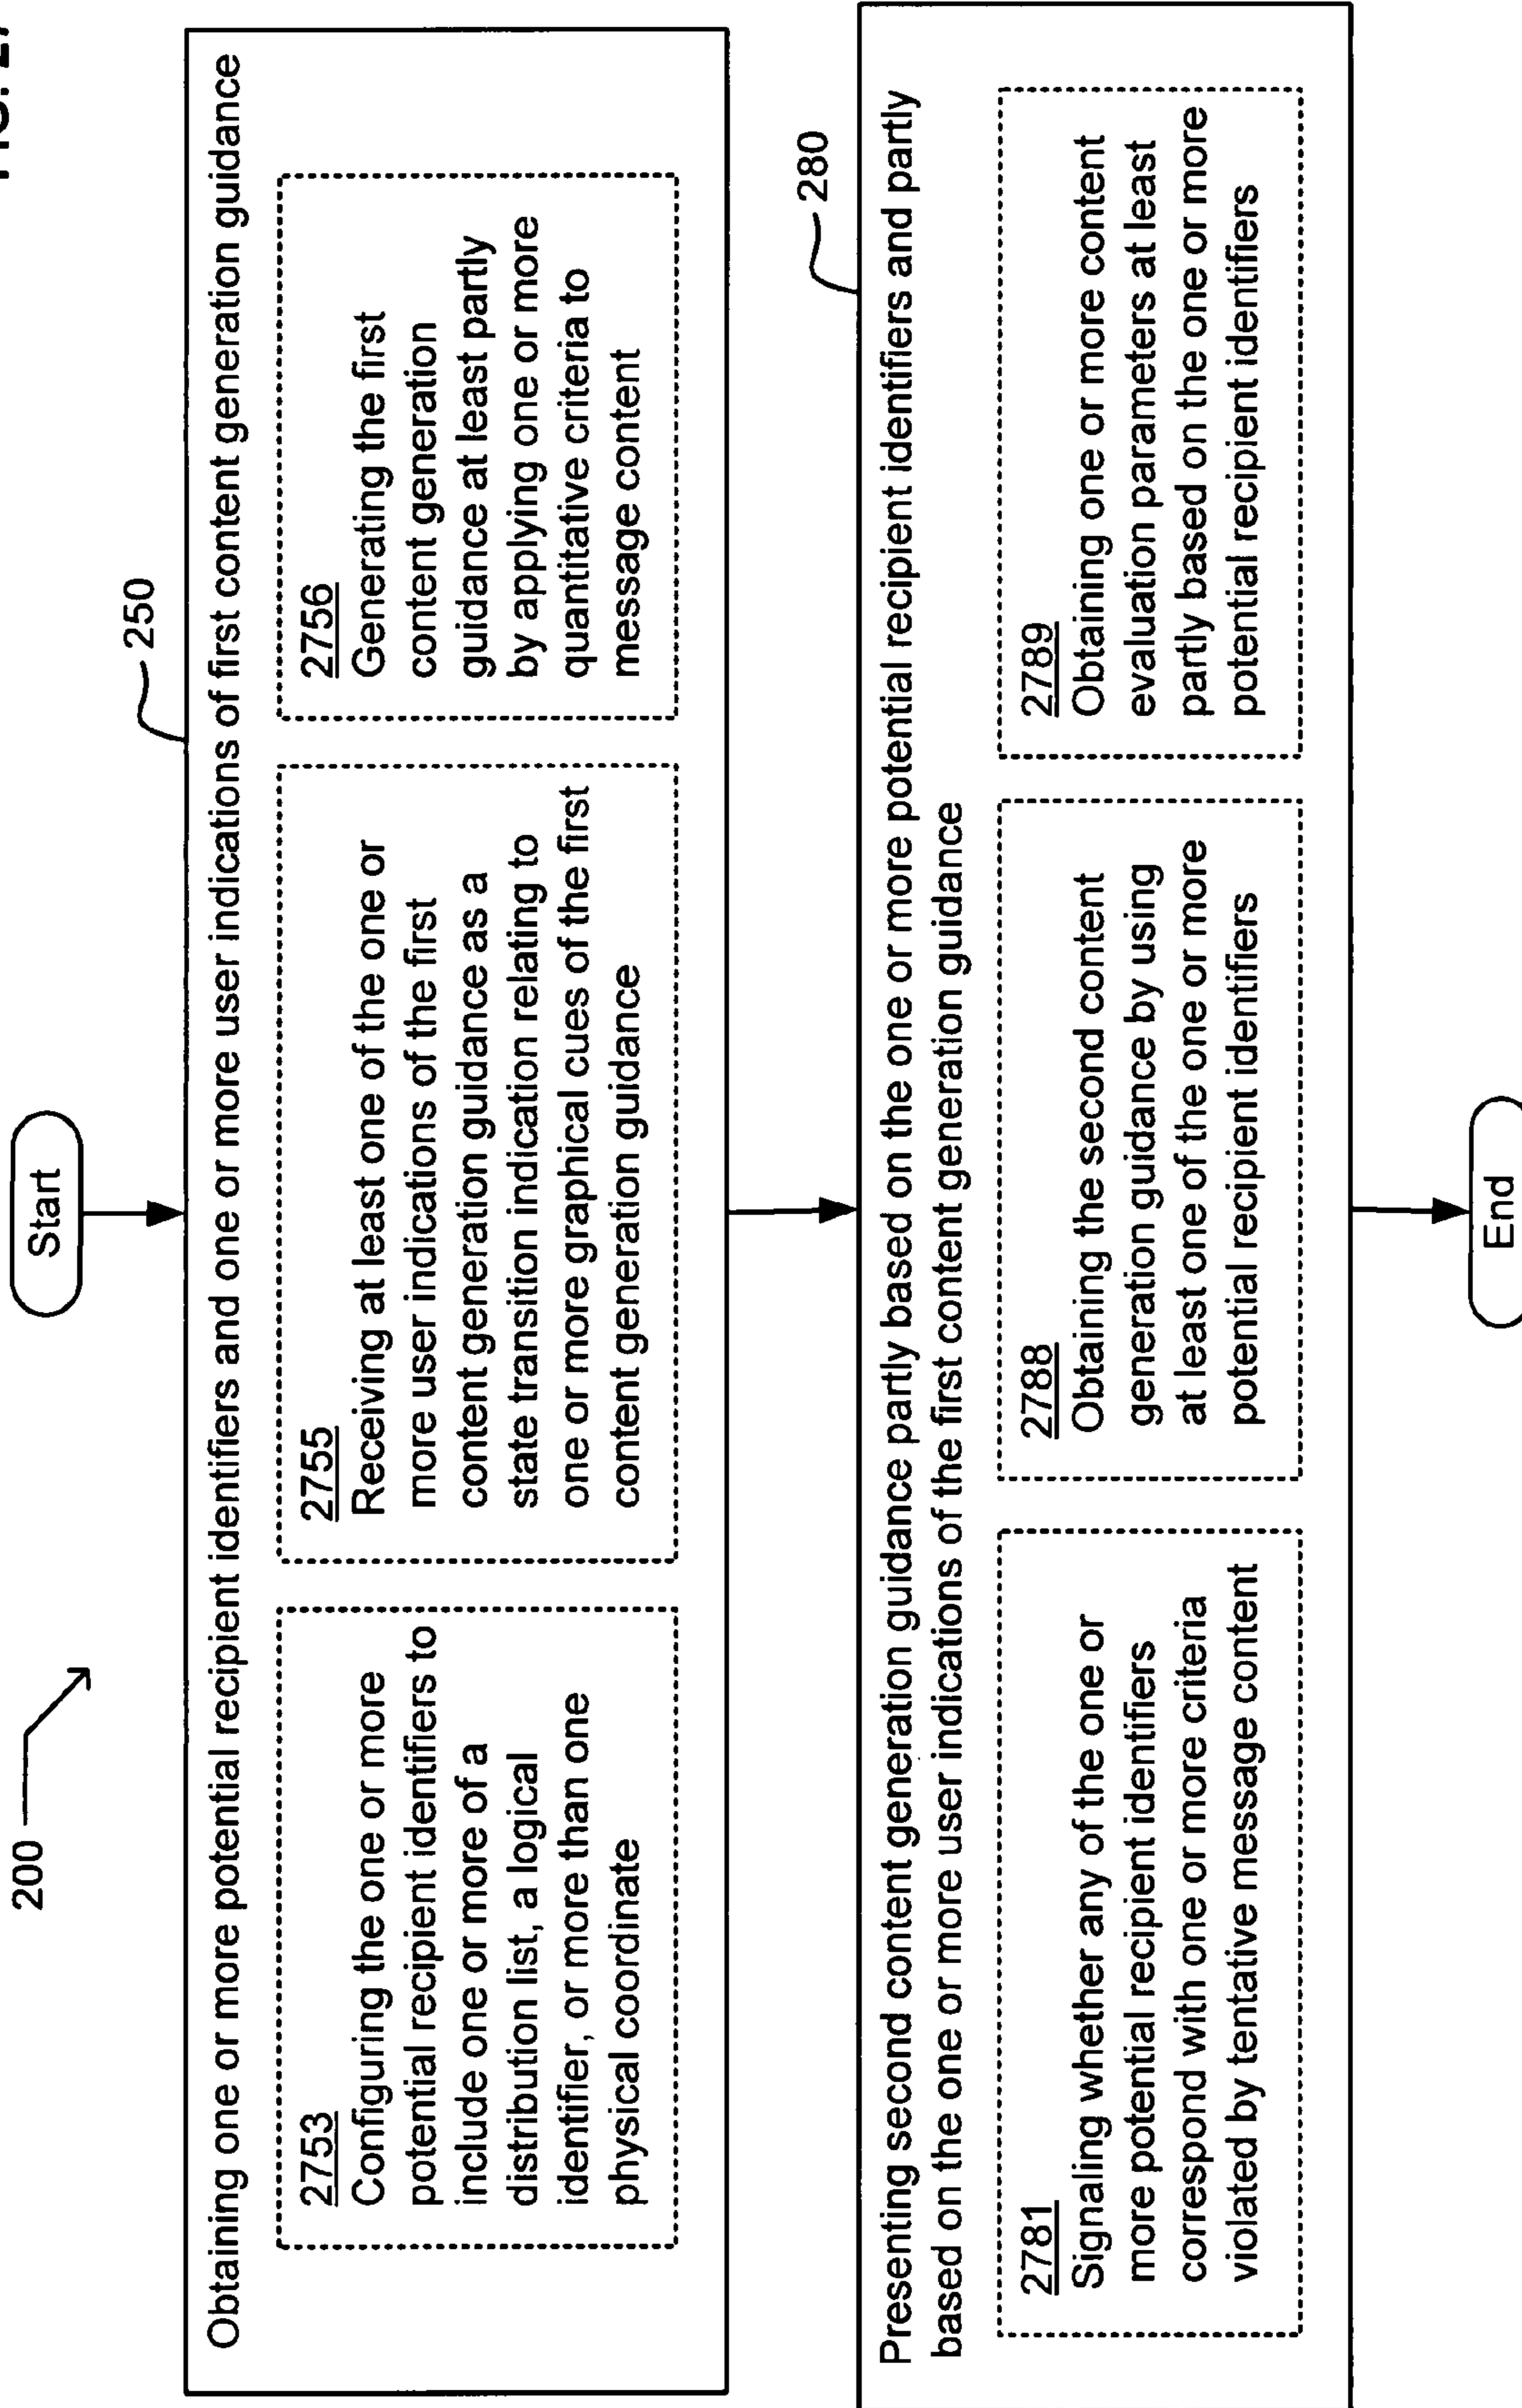 200
Start
250
Obtaining one or more potential recipient identifiers and one or more user indications of first content generation guidance
2753
Configuring the one or more
potential recipient identifiers to
include one or more of a
distribution list, a logical
identifier, or more than one
physical coordinate
2755
Receiving at least one of the one or
more user indications of the first
content generation guidance as a
state transition indication relating to
one or more graphical cues of the first
content generation guidance
2756
Generating the first
content generation
guidance at least partly
by applying one or more
quantitative criteria to
message content
280
Presenting second content generation guidance partly based on the one or more potential recipient identifiers and partly
based on the one or more user indications of the first content generation guidance
2781
Signaling whether any of the one or
more potential recipient identifiers
correspond with one or more criteria
violated by tentative message content
2788
Obtaining the second content
generation guidance by using
at least one of the one or more
potential recipient identifiers
2789
Obtaining one or more content
evaluation parameters at least
partly based on the one or more
potential recipient identifiers
End